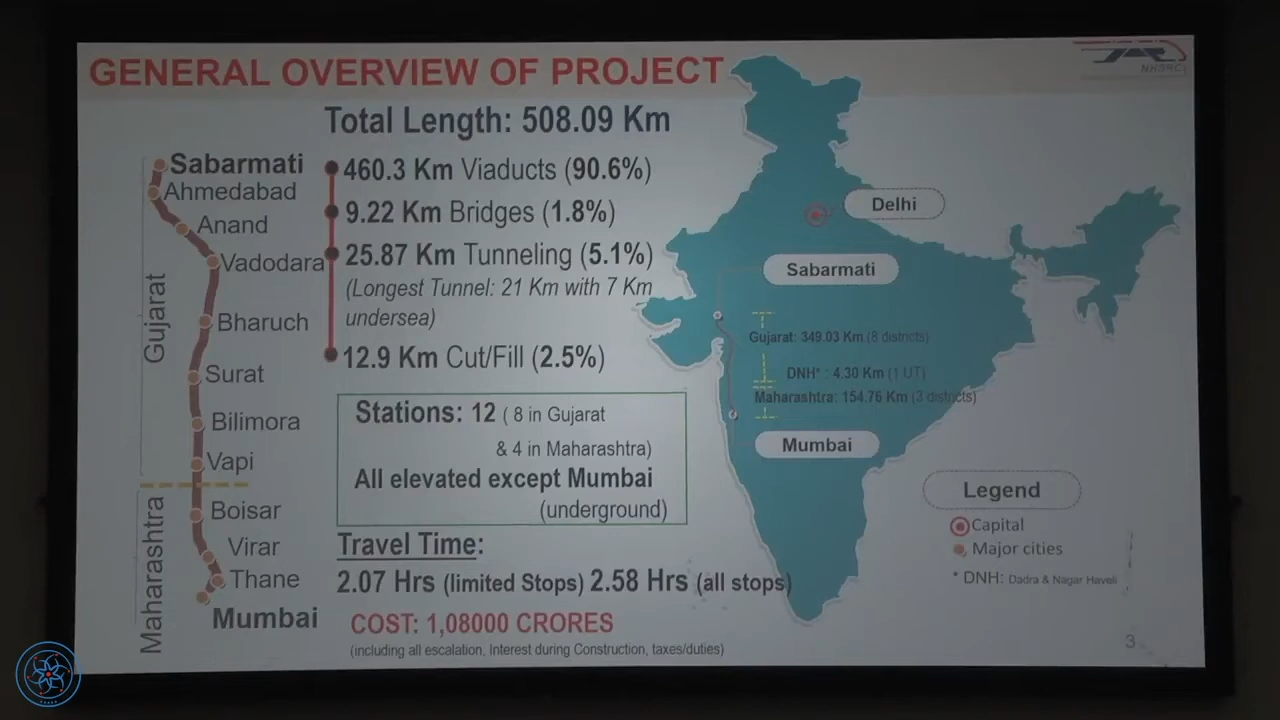 GENERAL OVERVIEW OF PROJECT
NHSRCL
Total Length: 508.09 Km
Sabarmati
Ahmedabad
Anand
Vadodara
Bharuch
Surat
Bilimora
Vapi
Boisar
Virar
Thane
Mumbai
Gujarat
Maharashtra
460.3 Km Viaducts (90.6%)
9.22 Km Bridges (1.8%)
25.87 Km Tunneling (5.1%)
(Longest Tunnel: 21 Km with 7 Km
undersea)
12.9 Km Cut/Fill (2.5%)
Stations: 12 ( 8 in Gujarat
& 4 in Maharashtra)
All elevated except Mumbai
(underground)
Travel Time:
2.07 Hrs (limited Stops) 2.58 Hrs (all stops)
COST: 1,08000 CRORES
(including all escalation, Interest during Construction, taxes/duties)
Delhi
Sabarmati
Gujarat: 349.03 Km (8 districts)
DNH* : 4.30 Km (1 UT)
Maharashtra: 154.76 Km (3 districts)
Mumbai
Legend
Capital
Major cities
* DNH: Dadra & Nagar Haveli
3